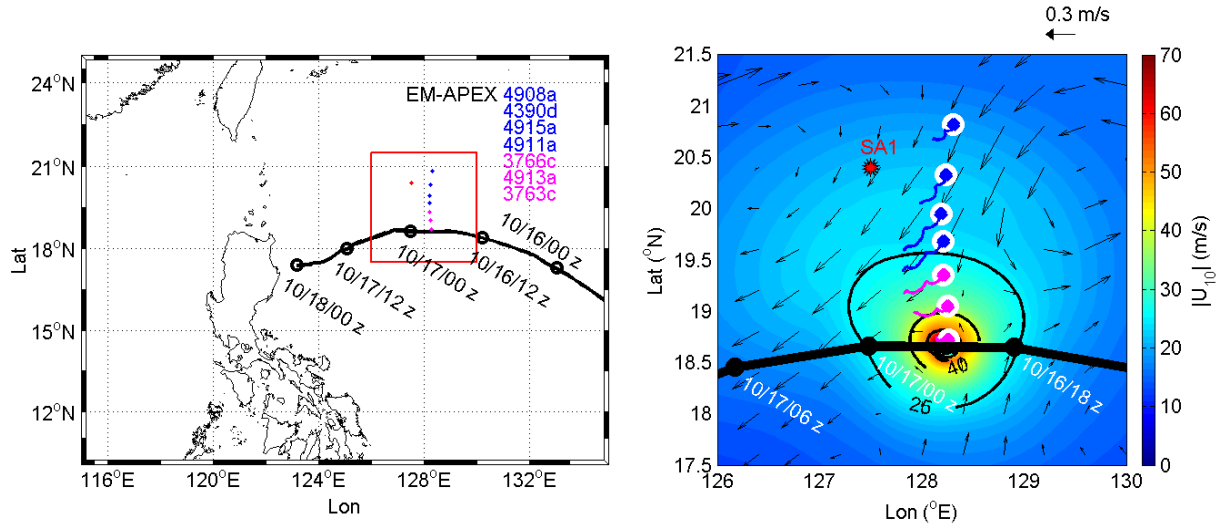 24°N
21°N
18°N
15°N
12°N
Lat
116°E
120°E
124°E
128°E
132°E
Lon
EM-APEX
4908a
4390d
4915a
4911a
3766c
4913a
3763c
10/16/00 z
10/16/12 z
10/17/00 z
10/17/12 z
10/18/00 z
0.3 m/s
21.5
21
20.5
20
19.5
19
18.5
18
17.5
Lat (°N)
126
127
128
129
130
Lon (°E)
SA1
40
25
10/16/18 z
10/17/00 z
10/17/06 z
70
60
50
40
30
20
10
0
|U10| (m/s)